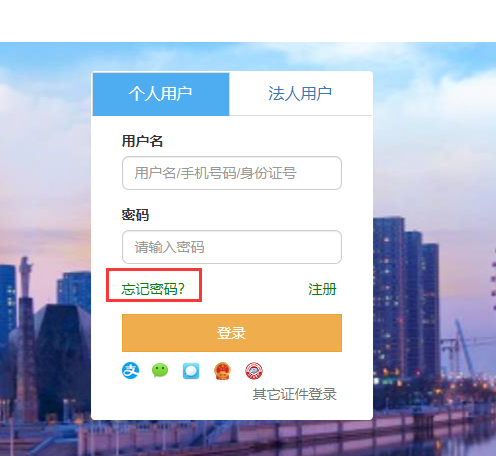 个人用户 法人用户
用户名
用户名/手机号码/身份证号
密码
请输入密码
忘记密码? 注册
登录
其它证件登录